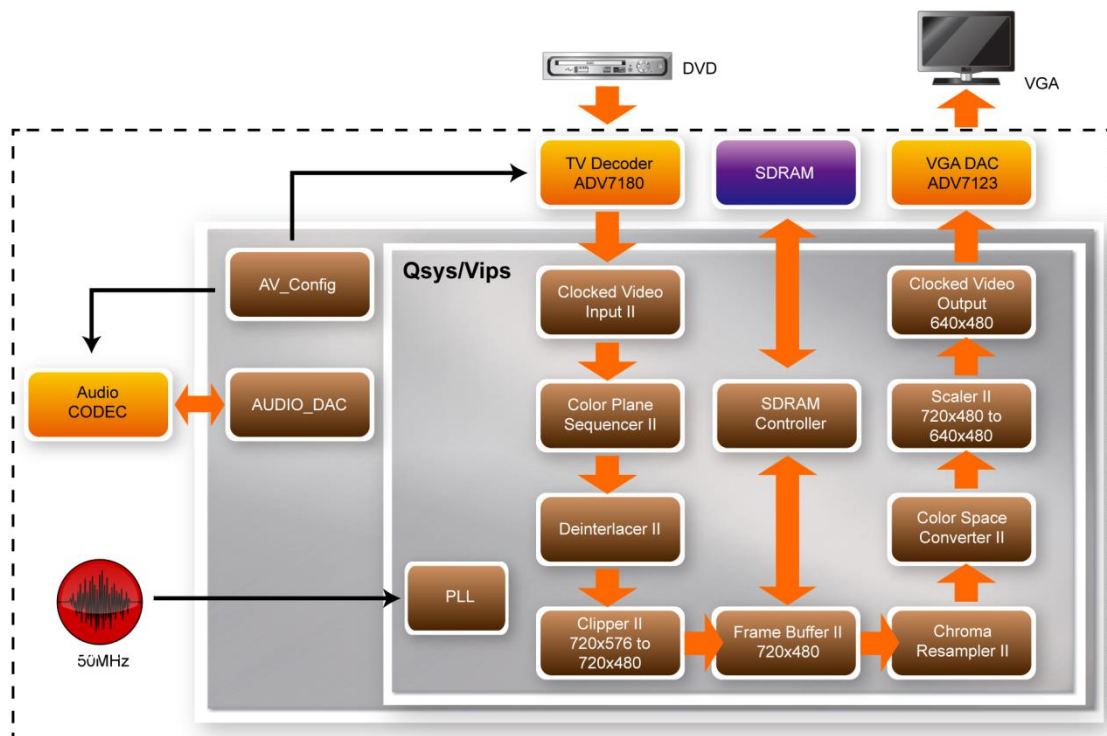 DVD
VGA
TV Decoder
ADV7180
SDRAM
VGA DAC
ADV7123
Qsys/Vips
AV_Config
Clocked Video
Input II
Clocked Video
Output
640x480
Audio
CODEC
AUDIO_DAC
Color Plane
Sequencer II
SDRAM
Controller
Scaler II
720x480 to
640x480
Deinterlacer II
Color Space
Converter II
PLL
50MHz
Clipper II
720x576 to
720x480
Frame Buffer II
720x480
Chroma
Resampler II